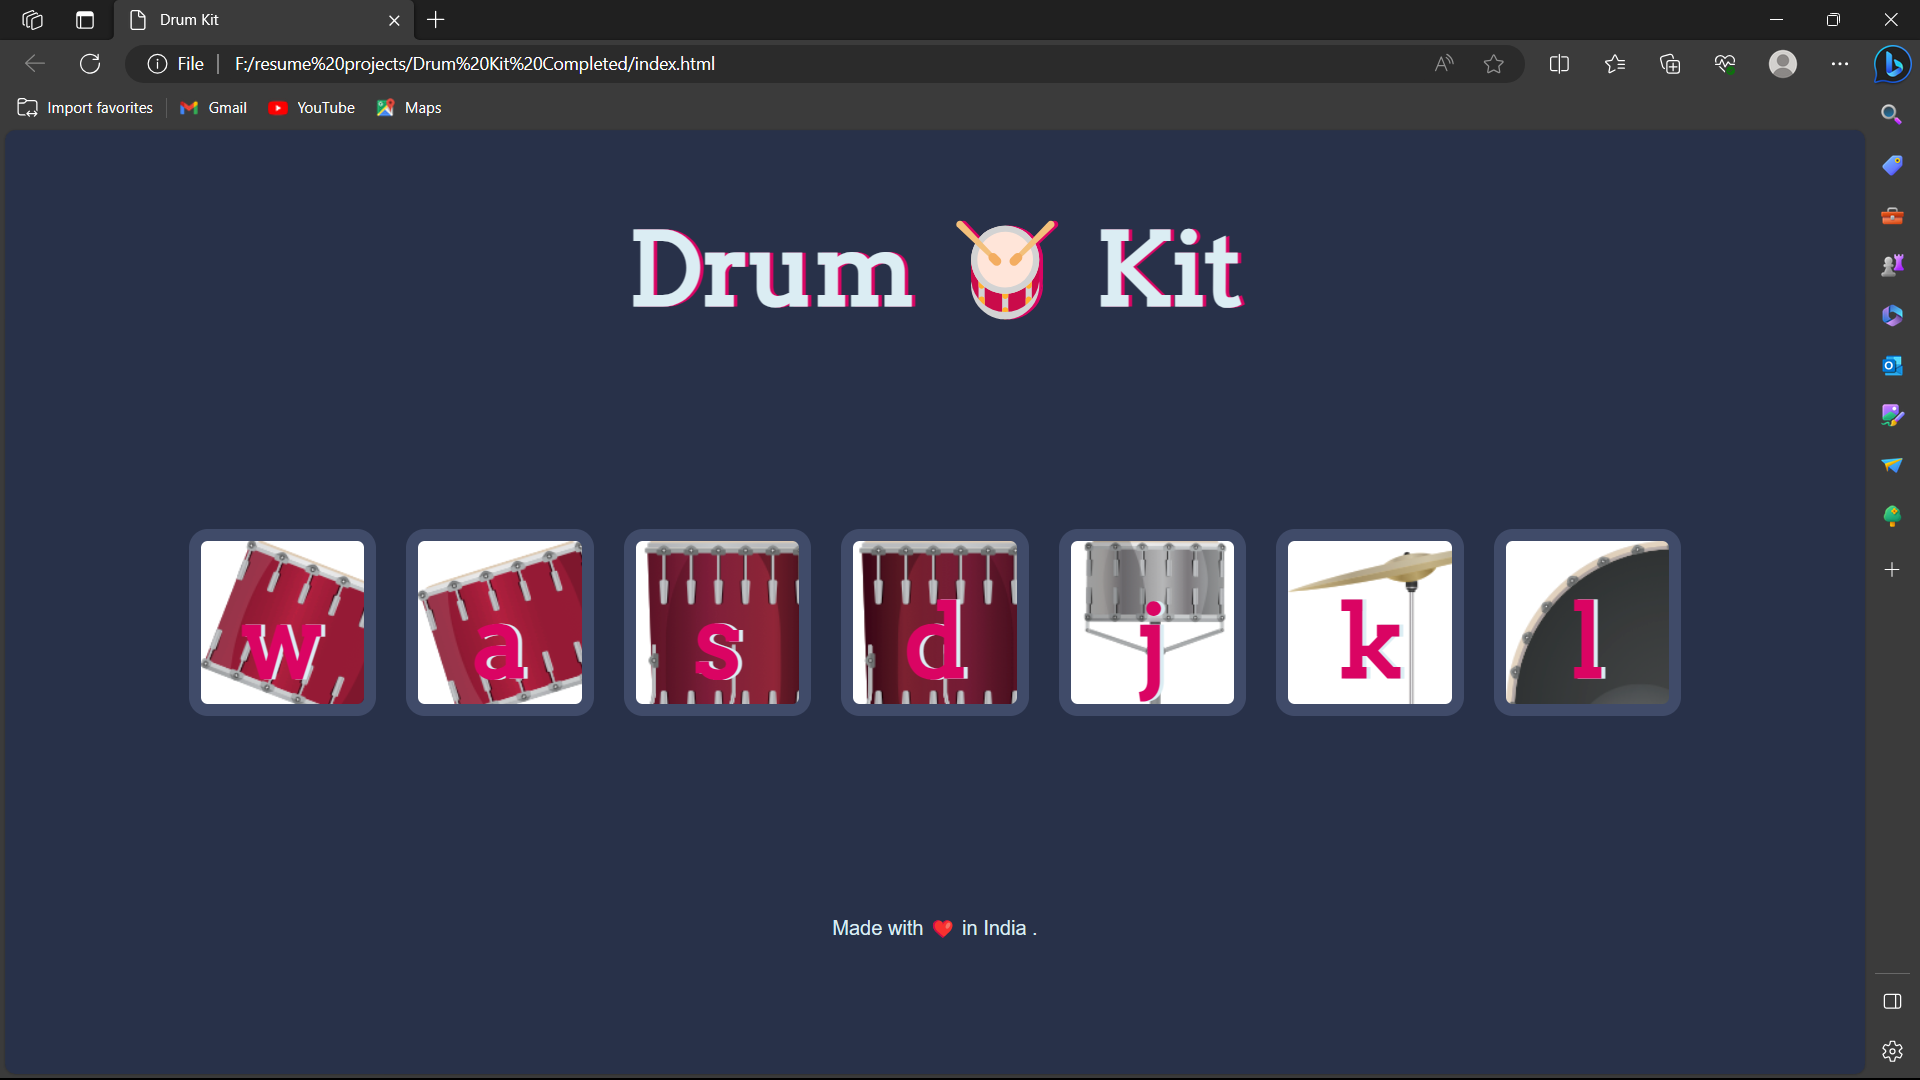 Drum Kit
File F:/resume%20projects/Drum%20Kit%20Completed/index.html
Import favorites Gmail YouTube Maps
Drum 🥁 Kit
w a s d j k l
Made with ❤️ in India .